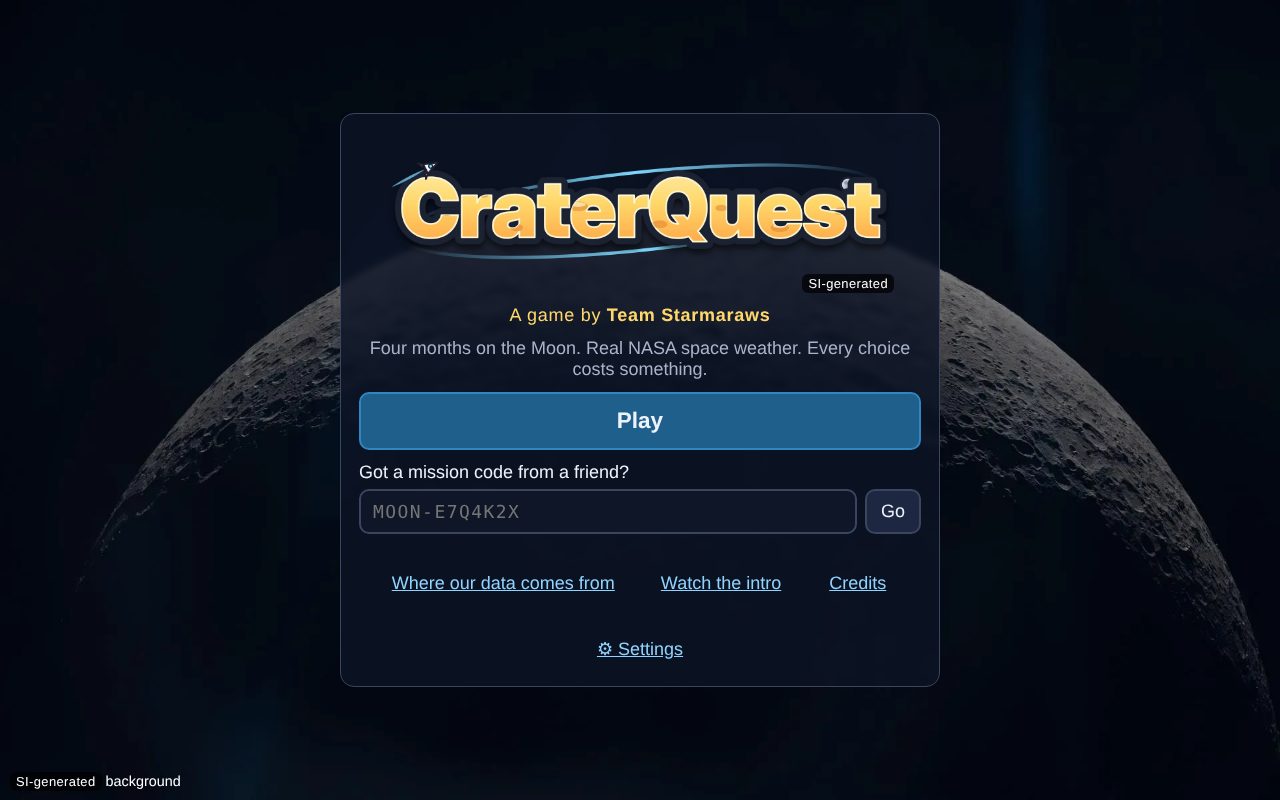 CraterQuest
SI-generated
A game by Team Starmaraws
Four months on the Moon. Real NASA space weather. Every choice
costs something.
Play
Got a mission code from a friend?
MOON-E7Q4K2X
Go
Where our data comes from
Watch the intro
Credits
⚙ Settings
SI-generated background